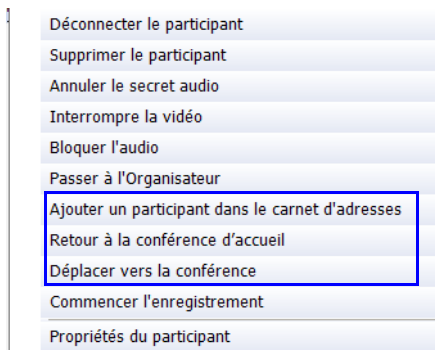 Déconnecter le participant
Supprimer le participant
Annuler le secret audio
Interrompre la vidéo
Bloquer l'audio
Passer à l'Organisateur
Ajouter un participant dans le carnet d'adresses
Retour à la conférence d’accueil
Déplacer vers la conférence
Commencer l'enregistrement
Propriétés du participant